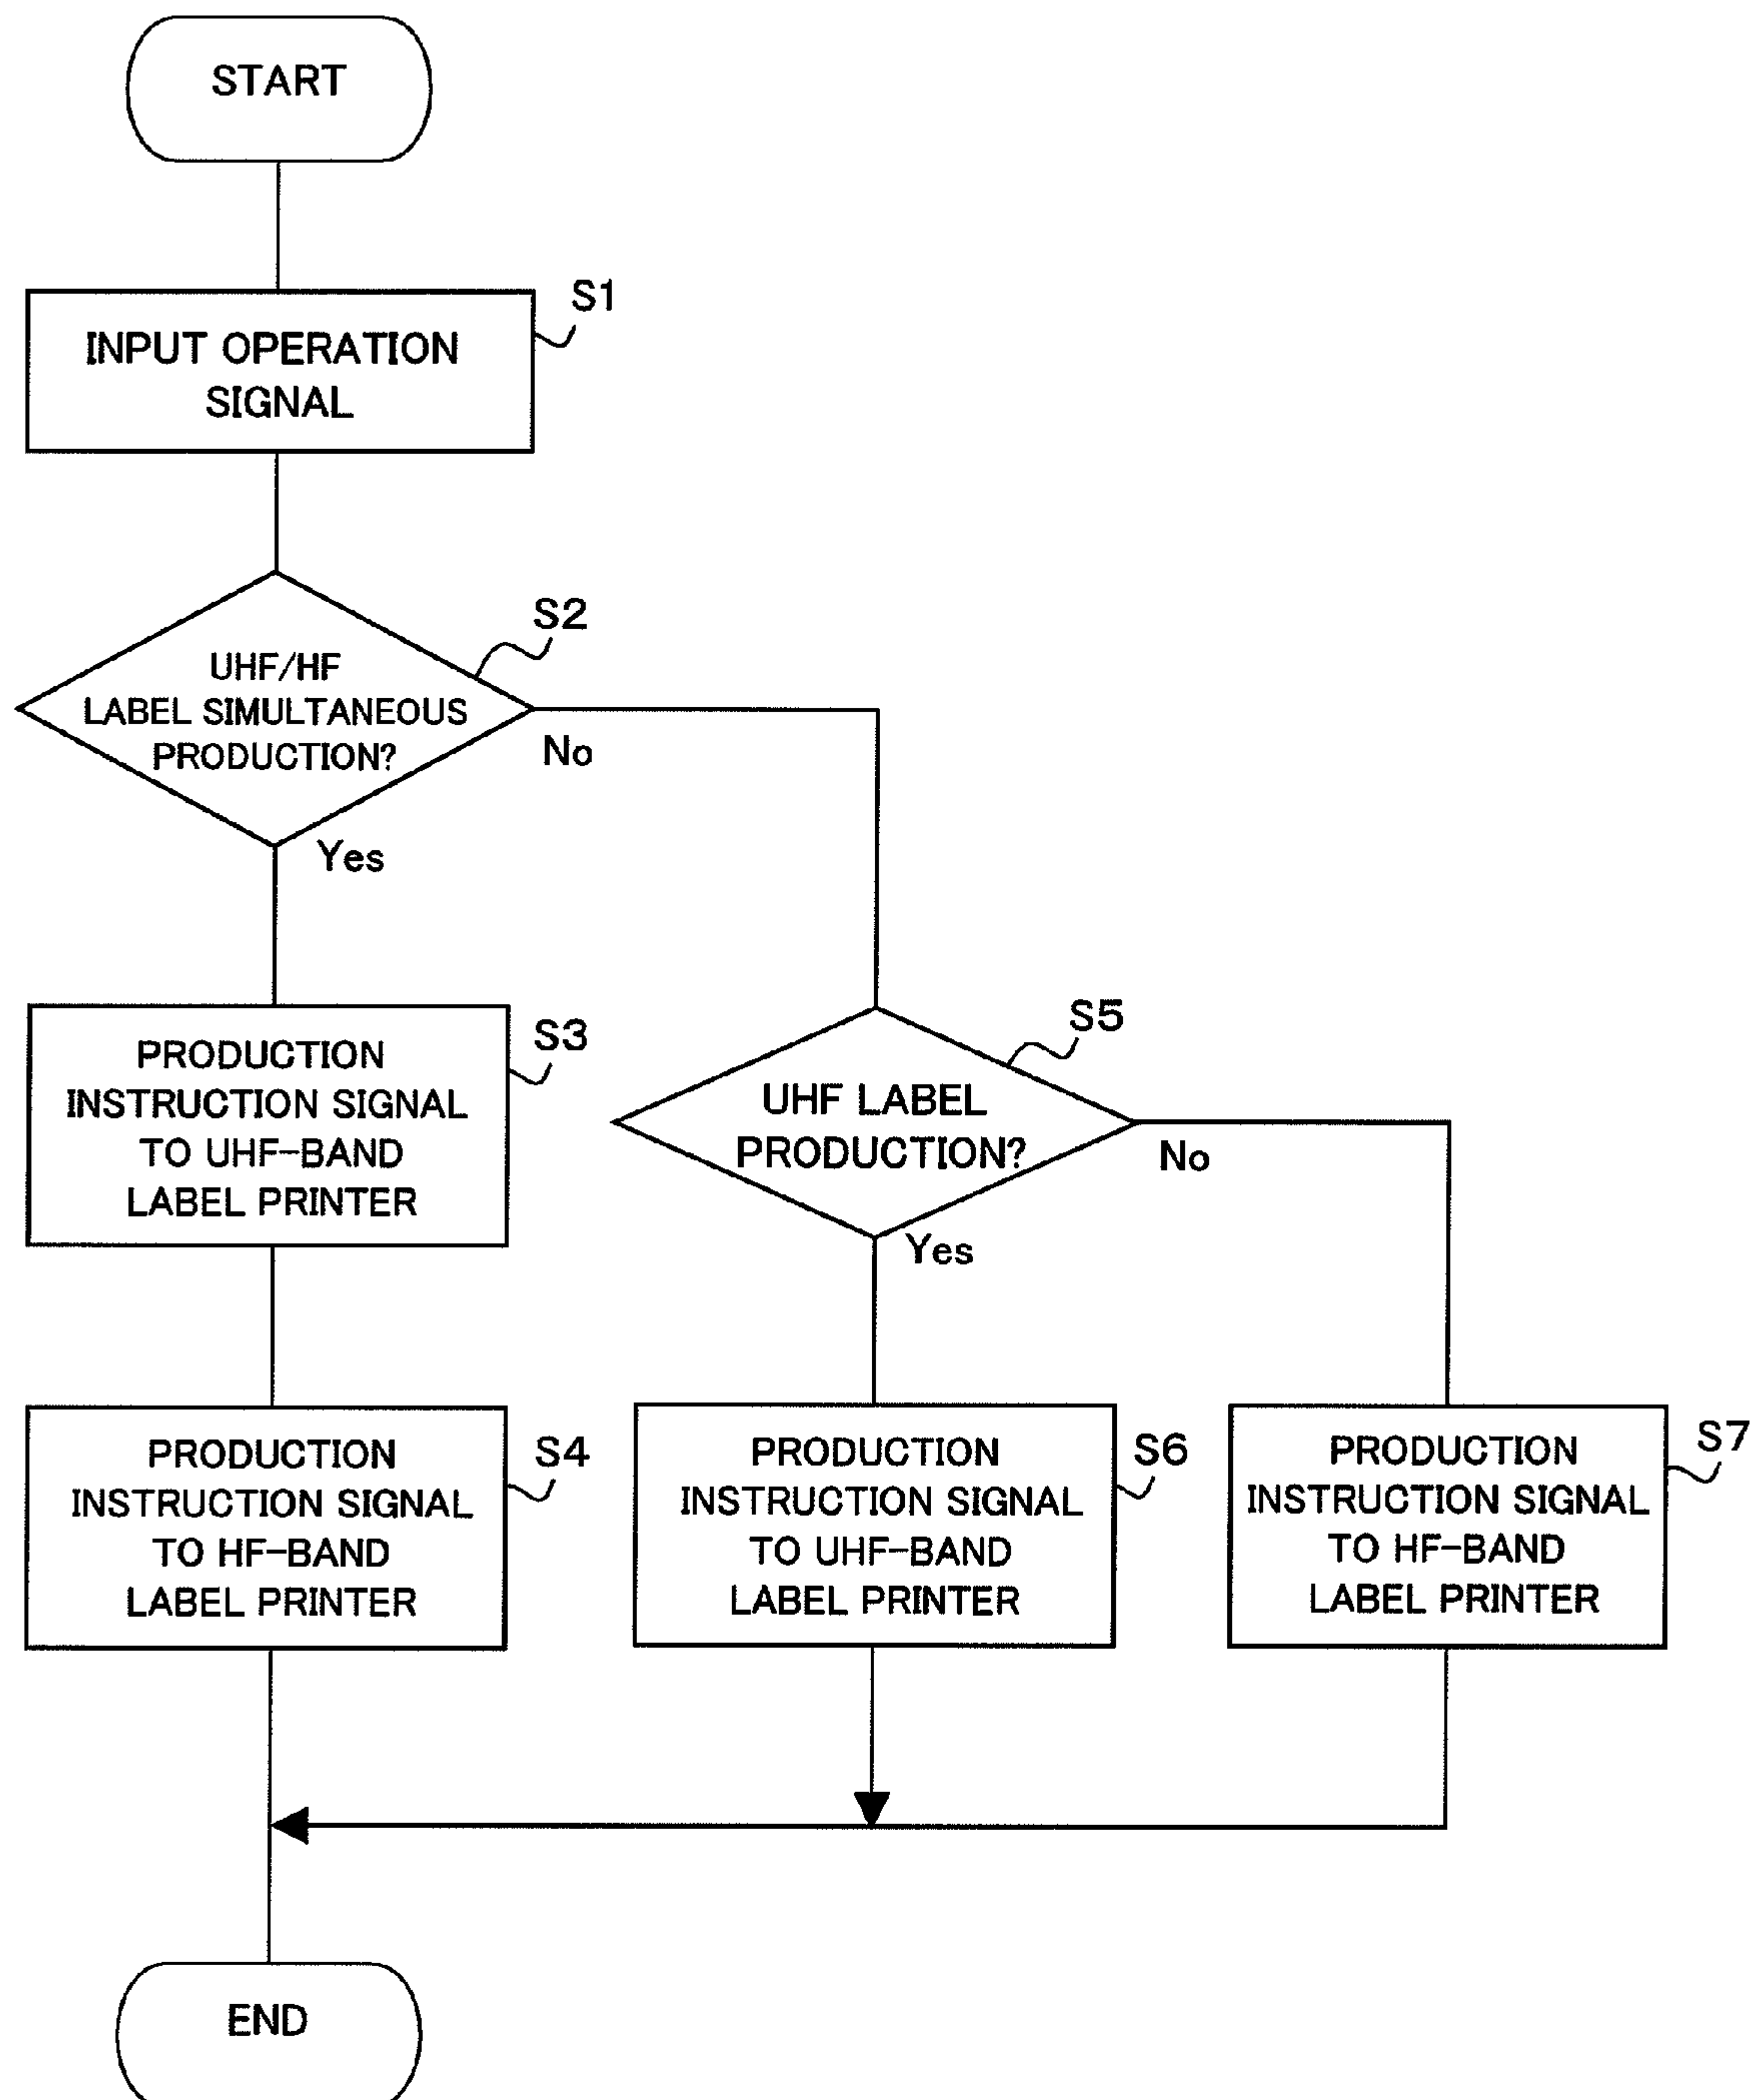 START
S1
INPUT OPERATION
SIGNAL
S2
UHF/HF
LABEL SIMULTANEOUS
PRODUCTION?
No
Yes
S3
PRODUCTION
INSTRUCTION SIGNAL
TO UHF-BAND
LABEL PRINTER
S5
UHF LABEL
PRODUCTION?
No
Yes
S4
PRODUCTION
INSTRUCTION SIGNAL
TO HF-BAND
LABEL PRINTER
S6
PRODUCTION
INSTRUCTION SIGNAL
TO UHF-BAND
LABEL PRINTER
S7
PRODUCTION
INSTRUCTION SIGNAL
TO HF-BAND
LABEL PRINTER
END